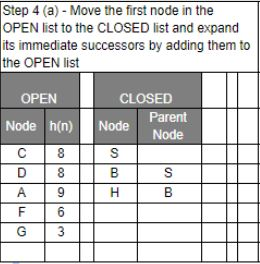 Step 4 (a) - Move the first node in the
OPEN list to the CLOSED list and expand
its immediate successors by adding them to
the OPEN list
OPEN CLOSED
Node h(n) Node Parent Node
C 8 S
D 8 B S
A 9 H B
F 6
G 3